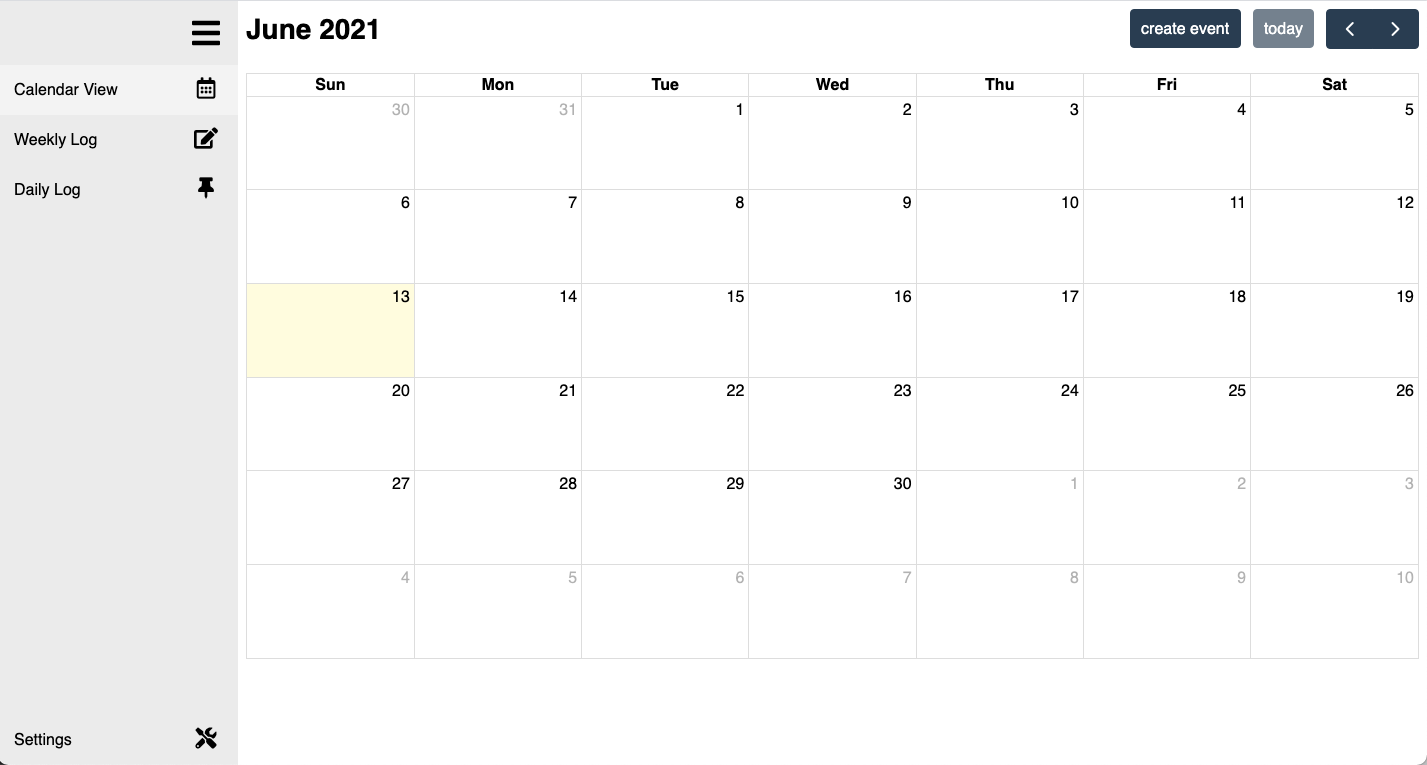 June 2021
create event
today
Calendar View
Weekly Log
Daily Log
Settings
Sun Mon Tue Wed Thu Fri Sat
30 31 1 2 3 4 5
6 7 8 9 10 11 12
13 14 15 16 17 18 19
20 21 22 23 24 25 26
27 28 29 30 1 2 3
4 5 6 7 8 9 10